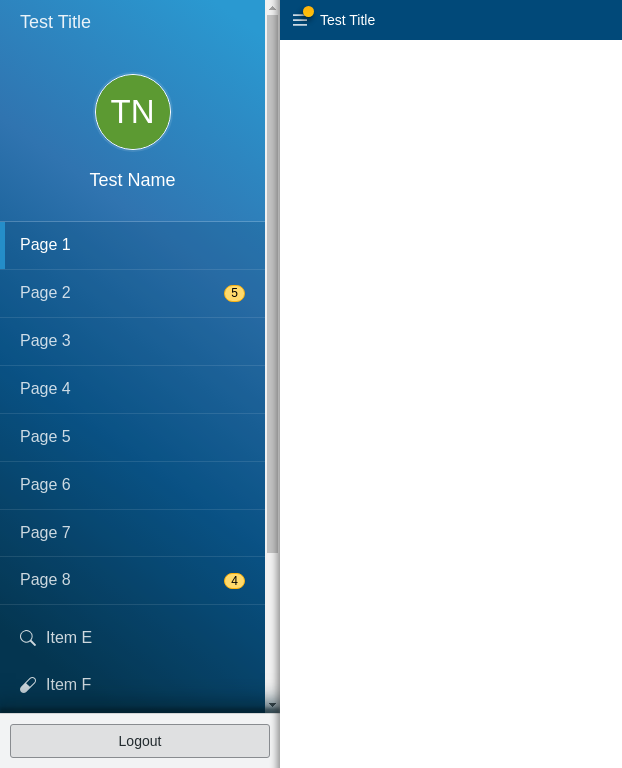 Test Title
TN
Test Name
Page 1
Page 2 5
Page 3
Page 4
Page 5
Page 6
Page 7
Page 8 4
Item E
Item F
Logout
Test Title